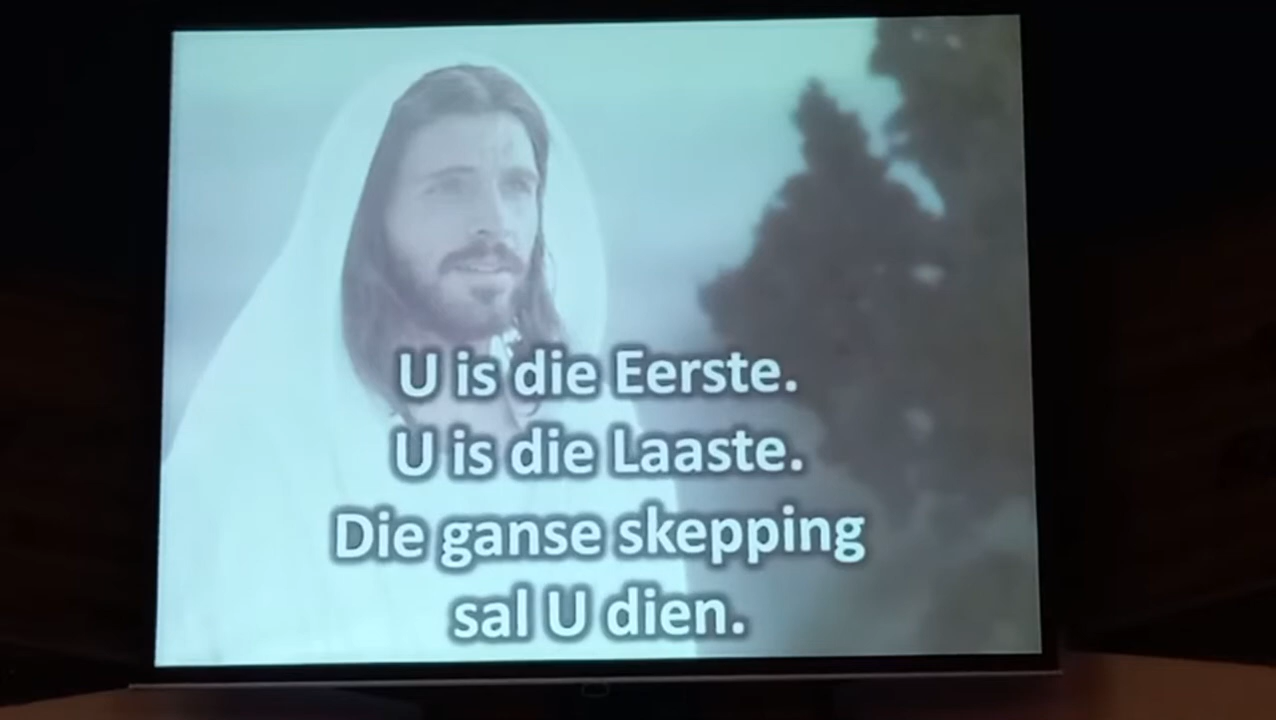 U is die Eerste.
U is die Laaste.
Die ganse skepping
sal U dien.